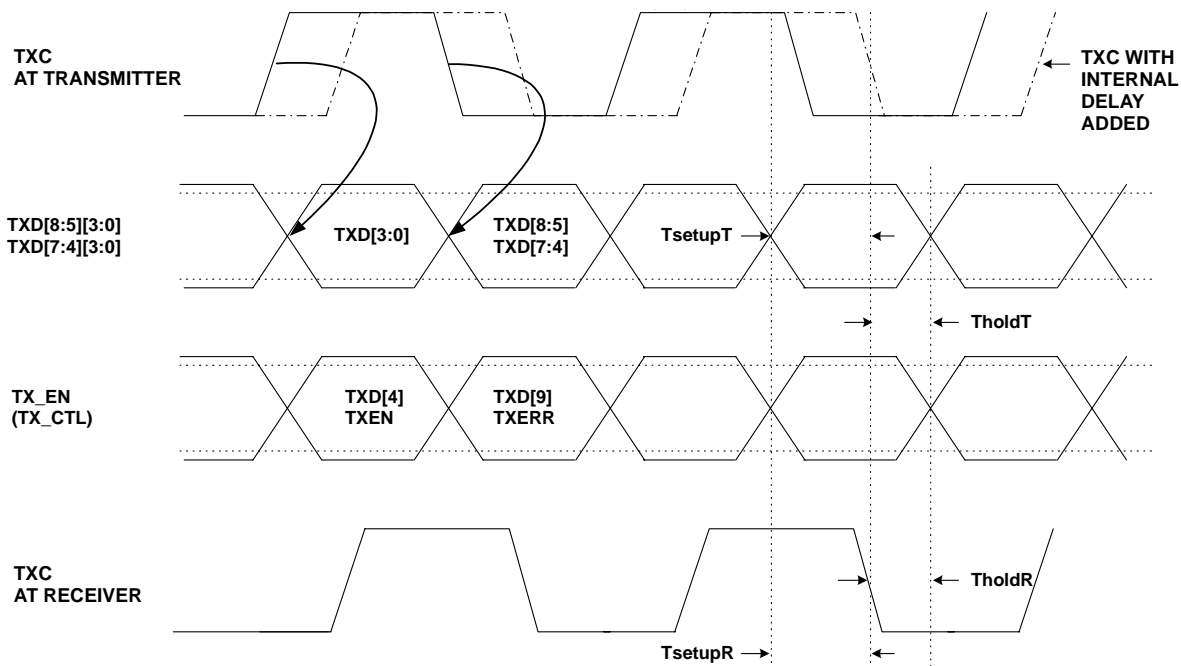 TXC
AT TRANSMITTER
TXC WITH
INTERNAL
DELAY
ADDED
TXD[8:5][3:0]
TXD[7:4][3:0]
TXD[3:0]
TXD[8:5]
TXD[7:4]
TsetupT
TholdT
TX_EN
(TX_CTL)
TXD[4]
TXEN
TXD[9]
TXERR
TXC
AT RECEIVER
TholdR
TsetupR